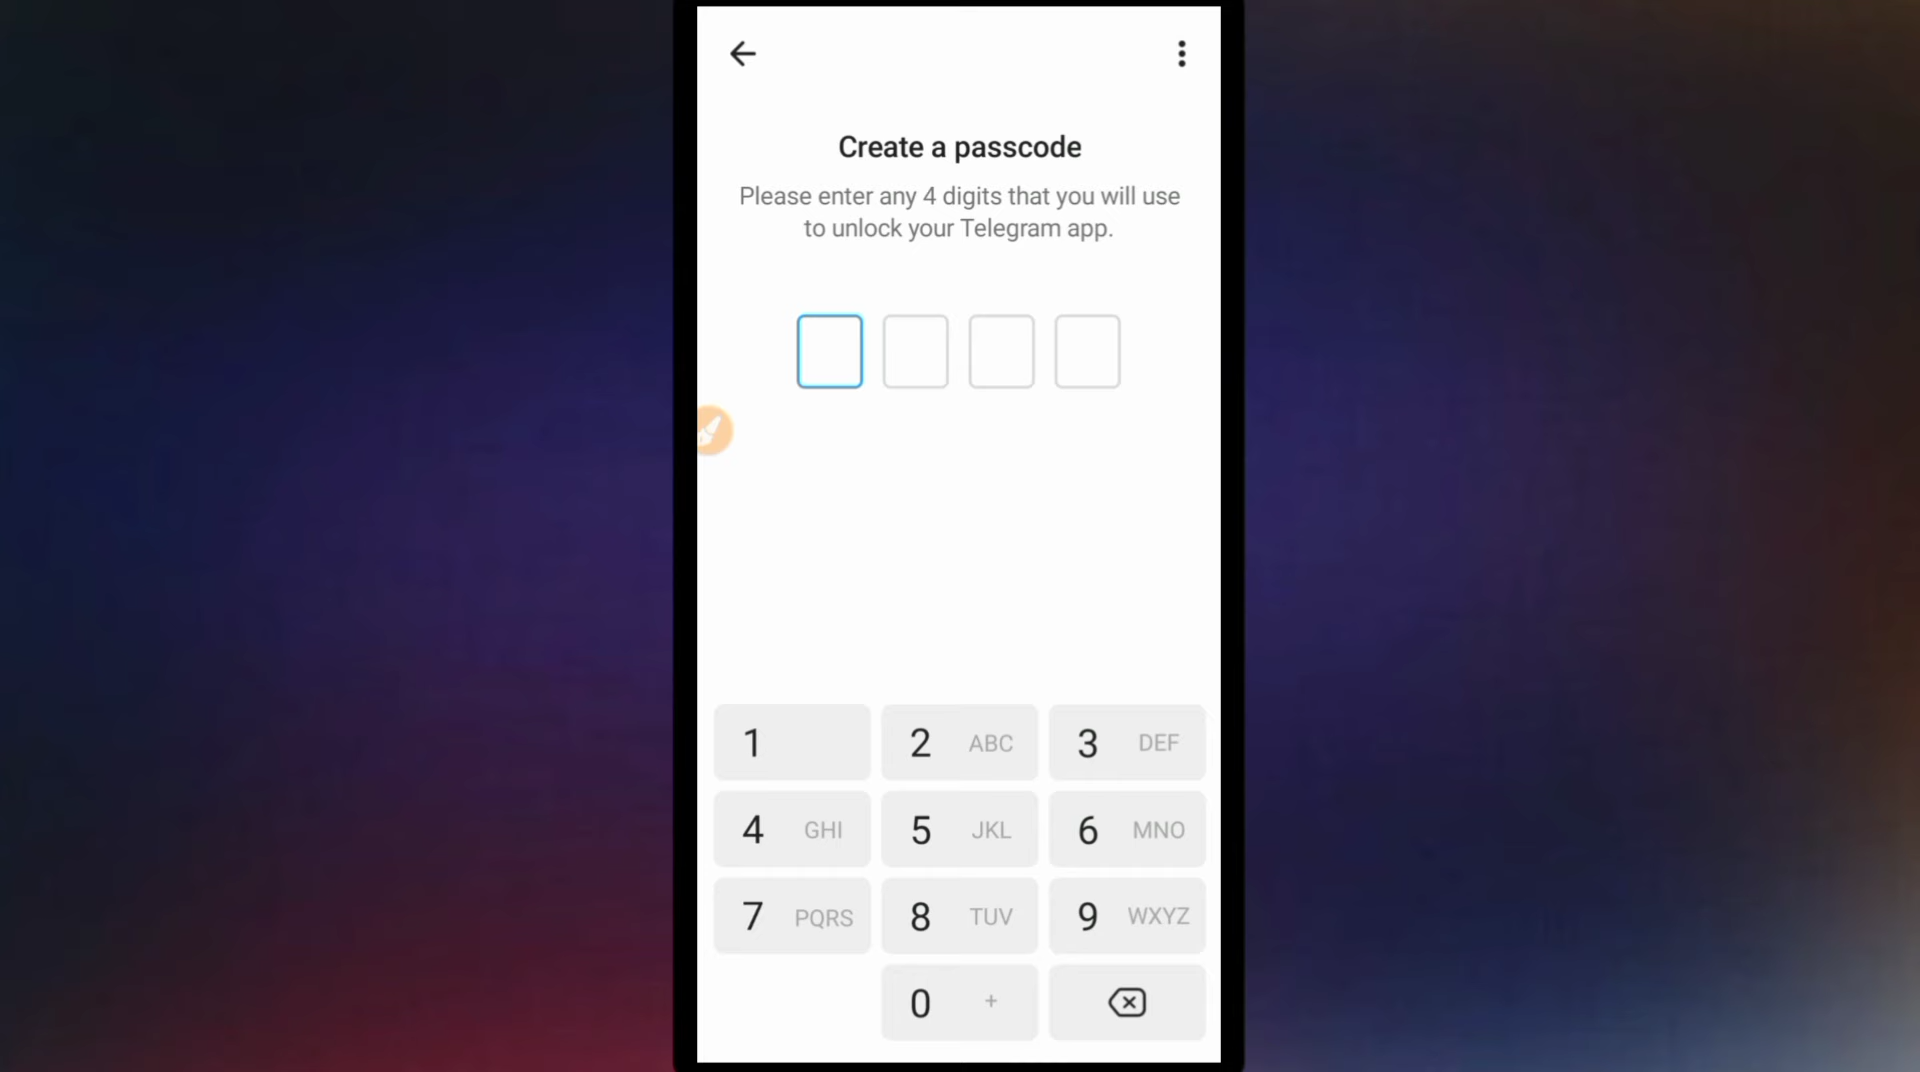 Create a passcode
Please enter any 4 digits that you will use
to unlock your Telegram app.
1
2 ABC
3 DEF
4 GHI
5 JKL
6 MNO
7 PQRS
8 TUV
9 WXYZ
0 +